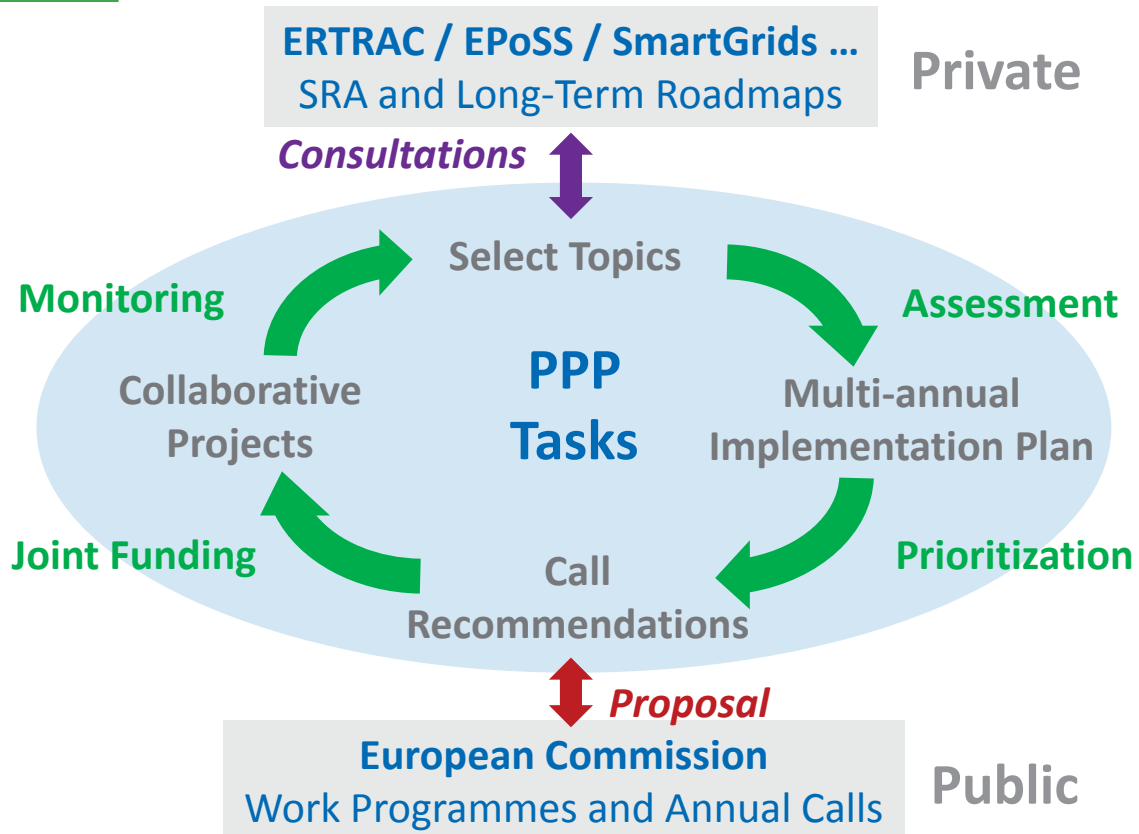 ERTRAC / EPoSS / SmartGrids ...
SRA and Long-Term Roadmaps
Private
Consultations
Select Topics
Monitoring
Assessment
PPP
Tasks
Collaborative
Projects
Multi-annual
Implementation Plan
Joint Funding
Prioritization
Call
Recommendations
Proposal
European Commission
Work Programmes and Annual Calls
Public